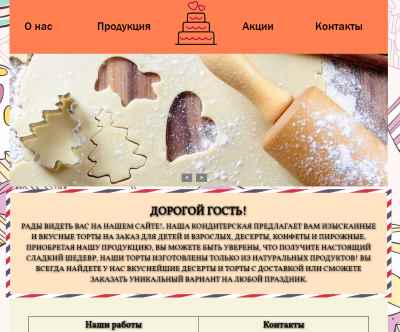 О нас Продукция Акции Контакты
ДОРОГОЙ ГОСТЬ!
РАДЫ ВИДЕТЬ ВАС НА НАШЕМ САЙТЕ!. НАША КОНДИТЕРСКАЯ ПРЕДЛАГАЕТ ВАМ ИЗЫСКАННЫЕ
И ВКУСНЫЕ ТОРТЫ НА ЗАКАЗ ДЛЯ ДЕТЕЙ И ВЗРОСЛЫХ, ДЕСЕРТЫ, КОНФЕТЫ И ПИРОЖНЫЕ.
ПРИОБРЕТАЯ НАШУ ПРОДУКЦИЮ, ВЫ МОЖЕТЕ БЫТЬ УВЕРЕНЫ, ЧТО ПОЛУЧИТЕ НАСТОЯЩИЙ
СЛАДКИЙ ШЕДЕВР. НАШИ ТОРТЫ ИЗГОТОВЛЕНЫ ТОЛЬКО ИЗ НАТУРАЛЬНЫХ ПРОДУКТОВ! ВЫ
ВСЕГДА НАЙДЕТЕ У НАС ВКУСНЕЙШИЕ ДЕСЕРТЫ И ТОРТЫ С ДОСТАВКОЙ ИЛИ СМОЖЕТЕ
ЗАКАЗАТЬ УНИКАЛЬНЫЙ ВАРИАНТ НА ЛЮБОЙ ПРАЗДНИК.
Наши работы Контакты